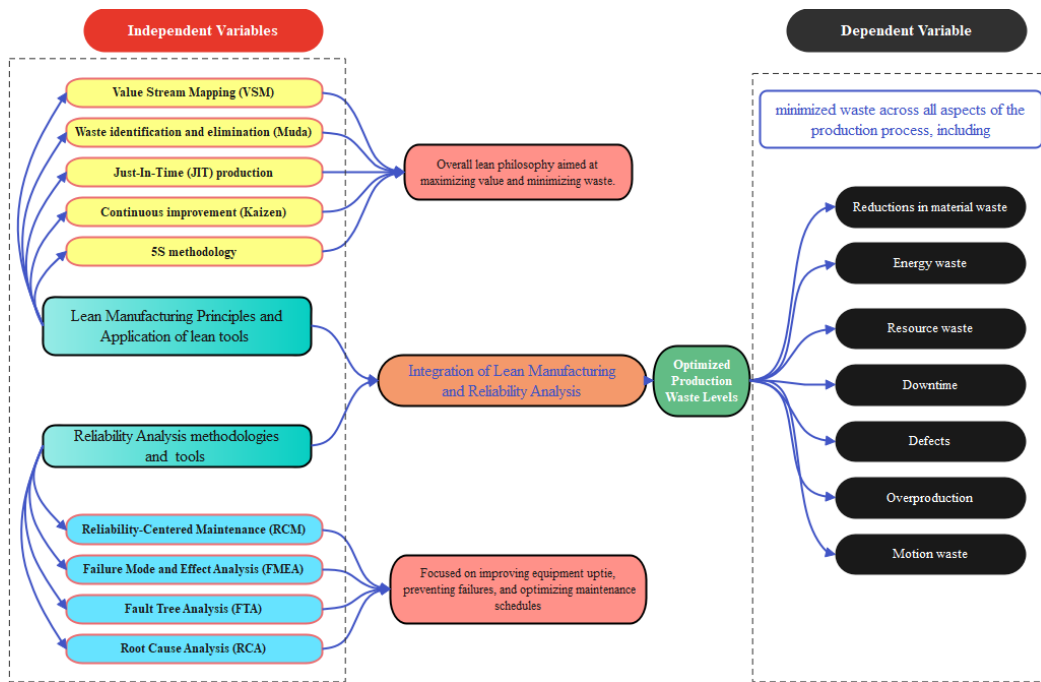 Independent Variables
Dependent Variable
Value Stream Mapping (VSM)
Waste identification and elimination (Muda)
Just-In-Time (JIT) production
Continuous improvement (Kaizen)
5S methodology
Overall lean philosophy aimed at
maximizing value and minimizing waste.
Lean Manufacturing Principles and
Application of lean tools
Integration of Lean Manufacturing
and Reliability Analysis
Optimized
Production
Waste Levels
Reliability Analysis methodologies
and tools
Reliability-Centered Maintenance (RCM)
Failure Mode and Effect Analysis (FMEA)
Fault Tree Analysis (FTA)
Root Cause Analysis (RCA)
Focused on improving equipment uptie,
preventing failures, and optimizing maintenance
schedules
minimized waste across all aspects of the
production process, including
Reductions in material waste
Energy waste
Resource waste
Downtime
Defects
Overproduction
Motion waste